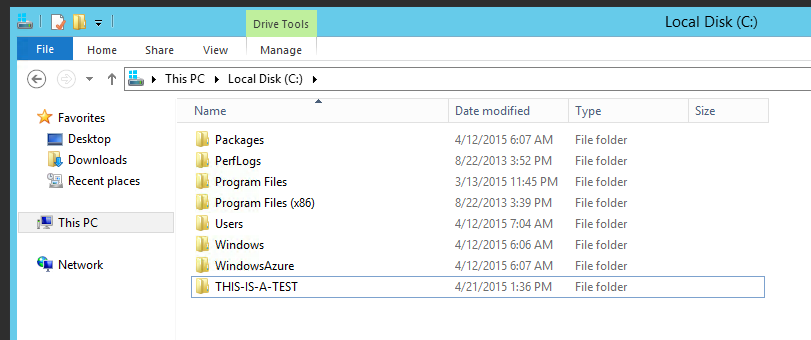 Drive Tools
Local Disk (C:)
File Home Share View Manage
This PC Local Disk (C:)
Favorites
Desktop
Downloads
Recent places
This PC
Network
Name Date modified Type Size
Packages 4/12/2015 6:07 AM File folder
PerfLogs 8/22/2013 3:52 PM File folder
Program Files 3/13/2015 11:45 PM File folder
Program Files (x86) 8/22/2013 3:39 PM File folder
Users 4/12/2015 7:04 AM File folder
Windows 4/12/2015 6:06 AM File folder
WindowsAzure 4/12/2015 6:07 AM File folder
THIS-IS-A-TEST 4/21/2015 1:36 PM File folder